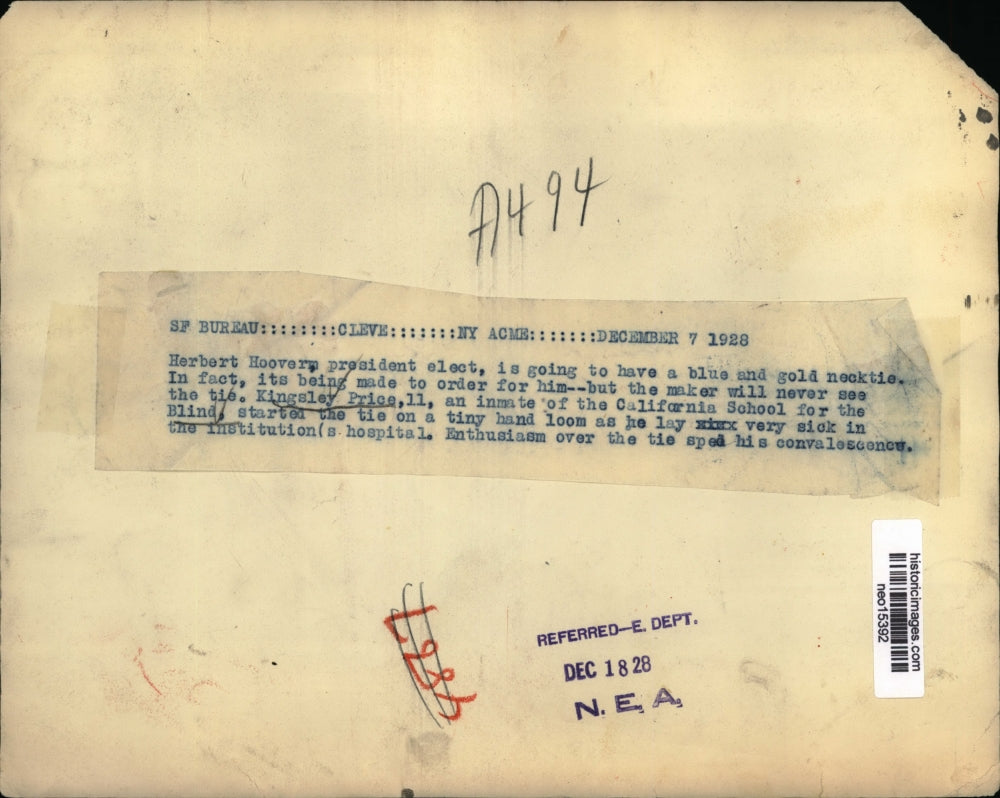 A494
SF BUREAU:::::::::CLEVE:::::::NY ACME:::::::DECEMBER 7 1928
Herbert Hoover, president elect, is going to have a blue and gold necktie.
In fact, its being made to order for him--but the maker will never see
the tie. Kingsley Price,11, an inmate of the California School for the
Blind, started the tie on a tiny hand loom as he lay xixx very sick in
the institution(s hospital. Enthusiasm over the tie sped his convalescence.
historicimages.com
neo15392
REFERRED—E. DEPT.
DEC 18 28
N. E. A.